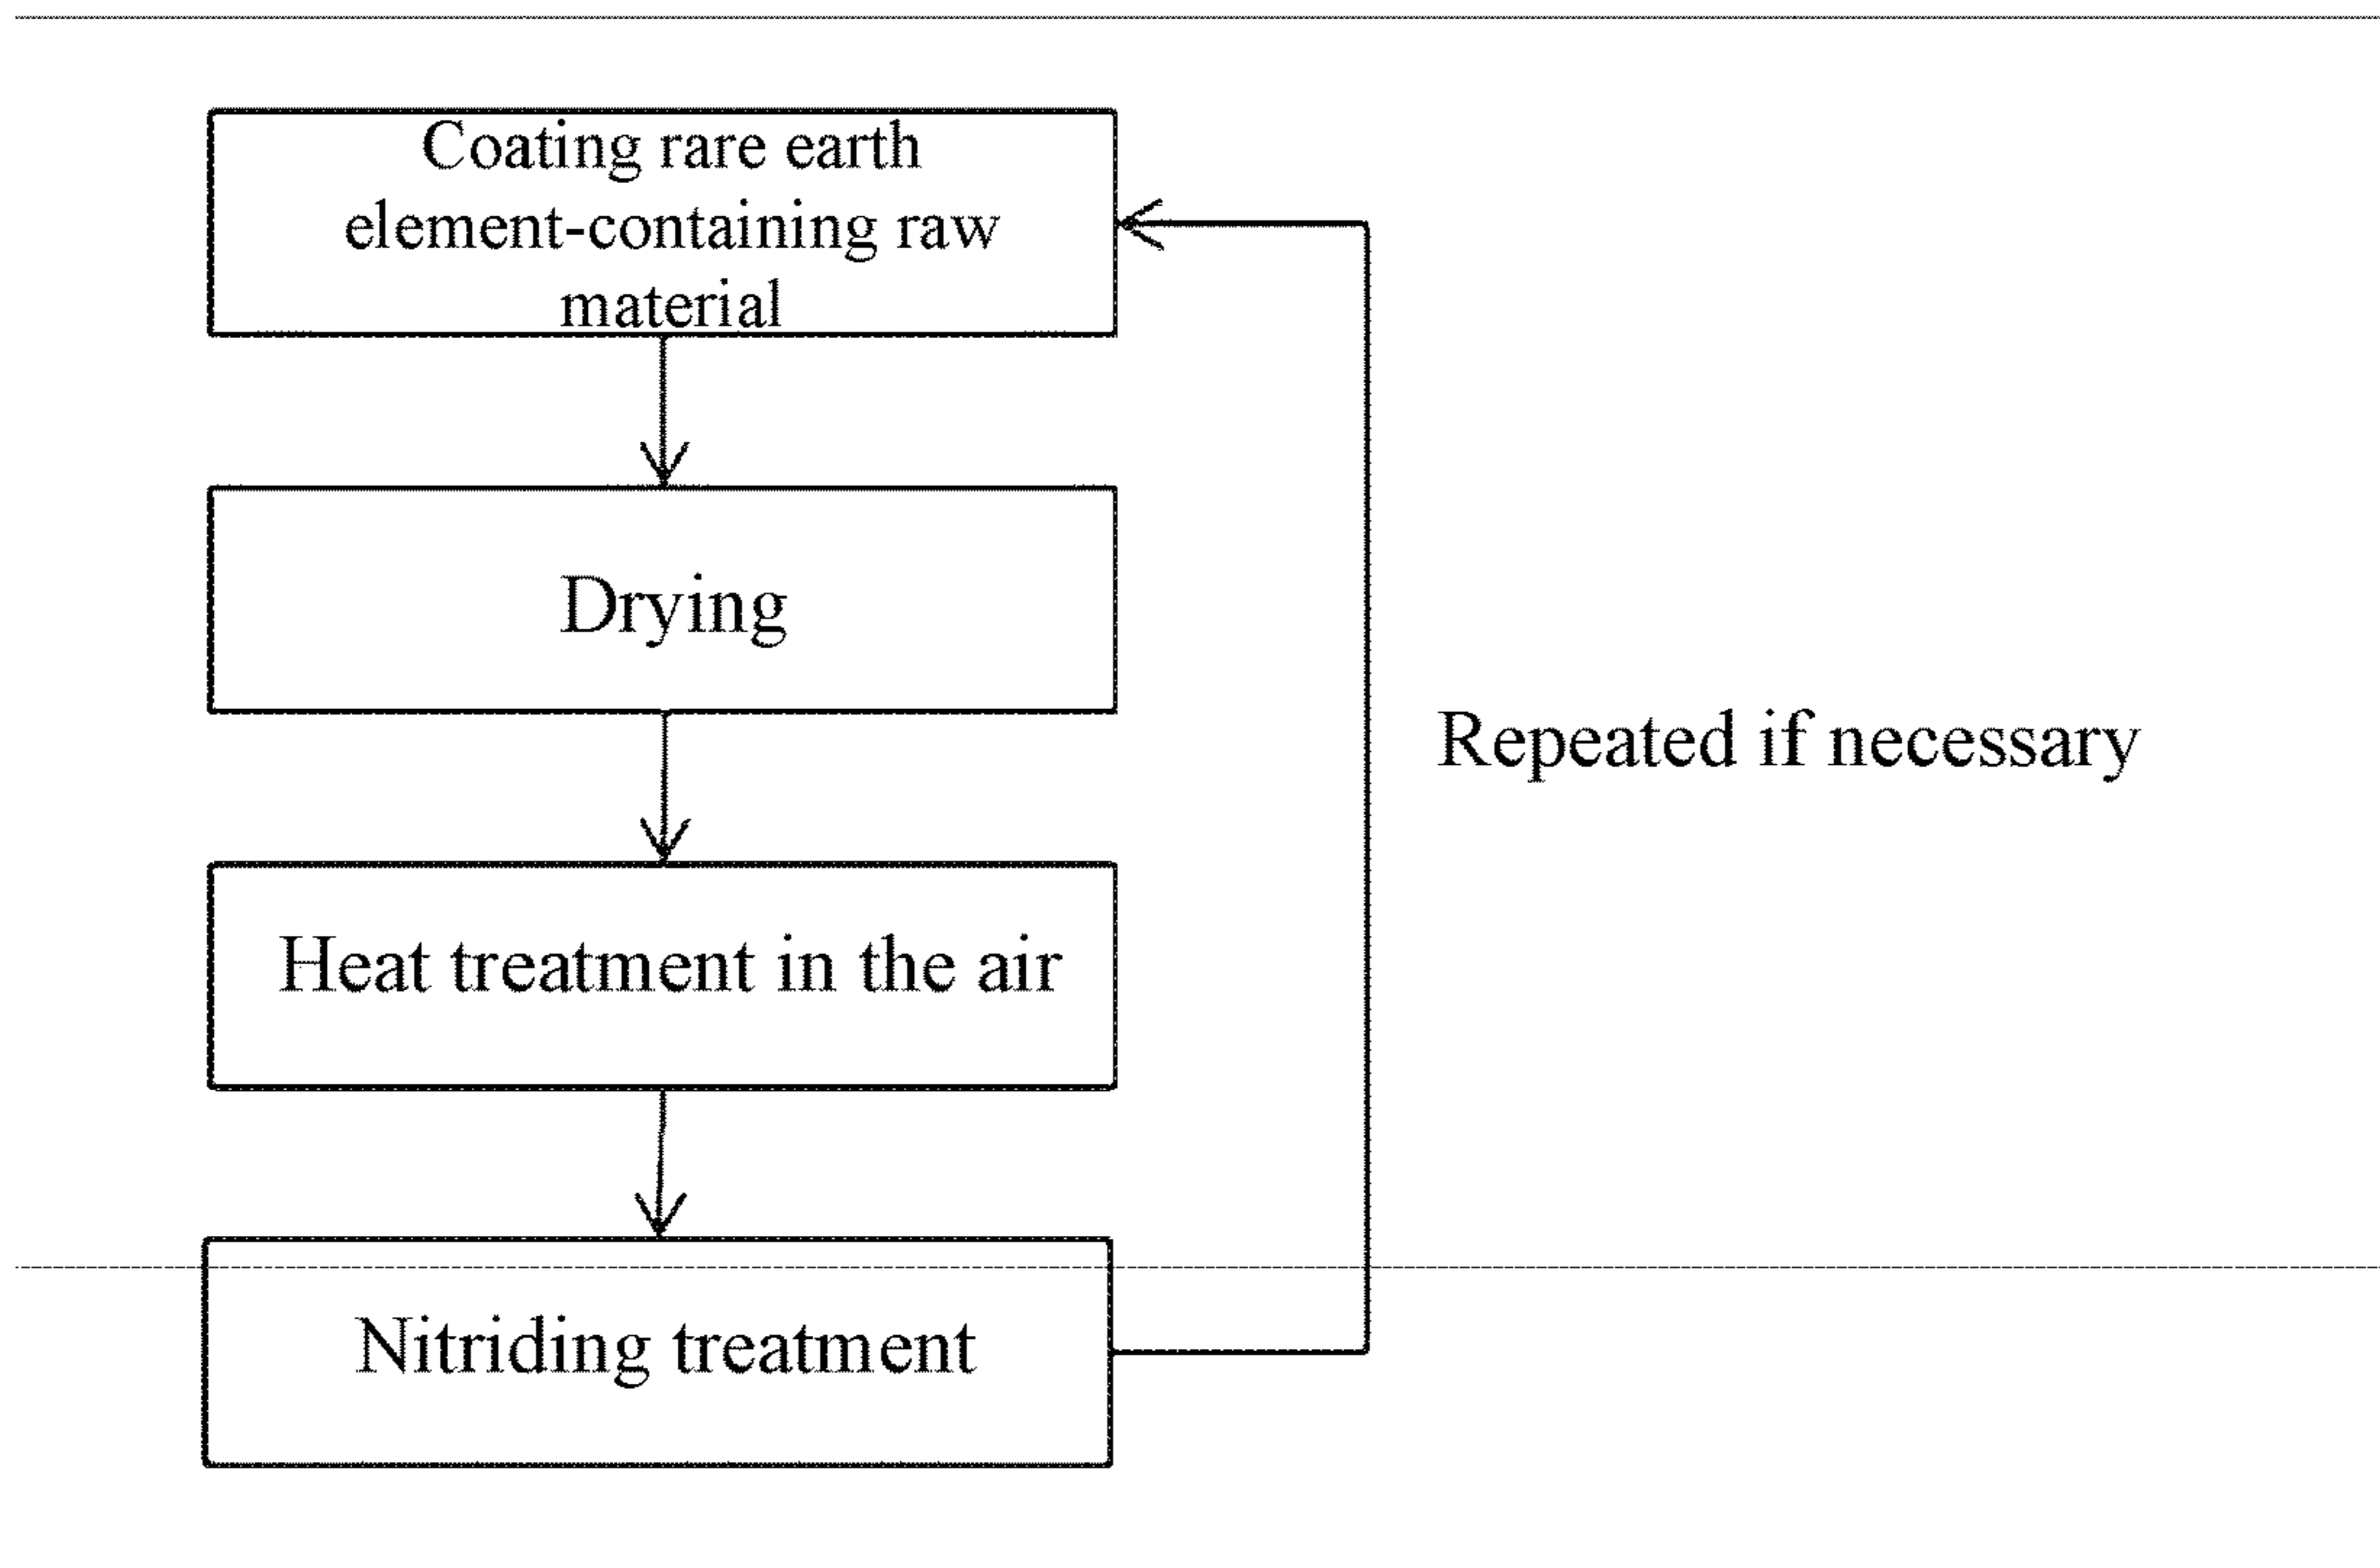 Coating rare earth
element-containing raw
material
Drying
Repeated if necessary
Heat treatment in the air
Nitriding treatment